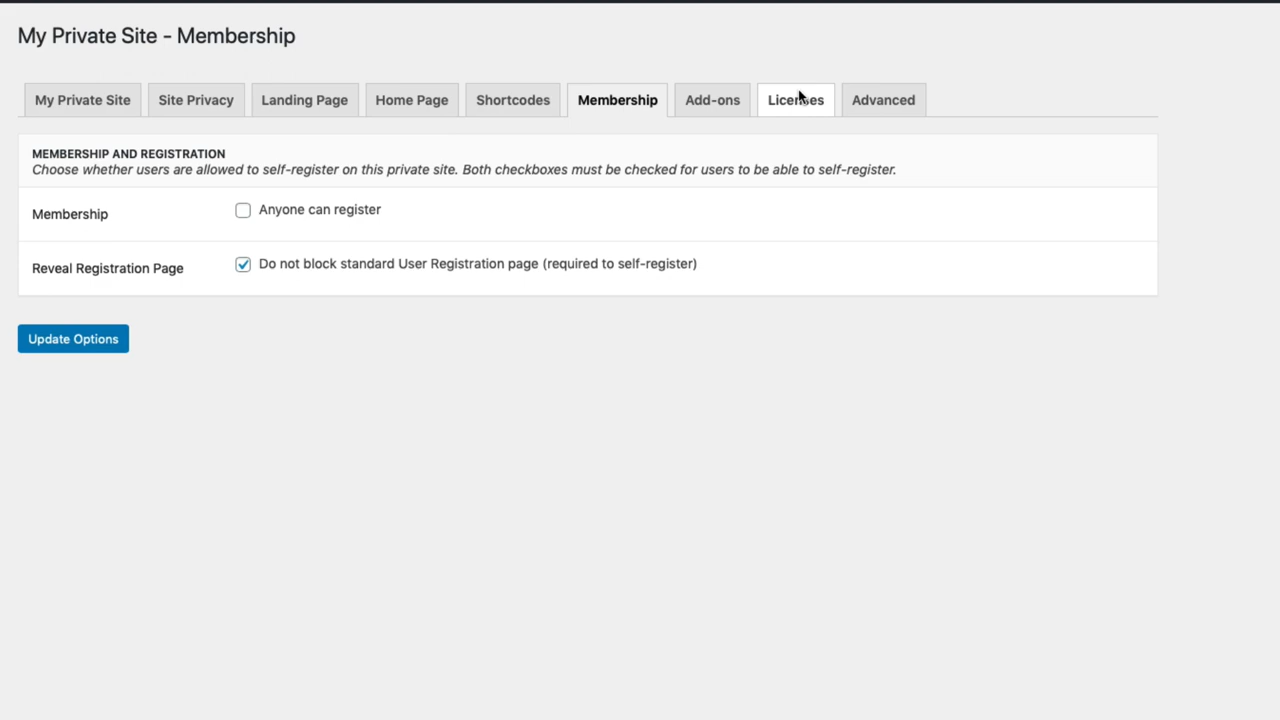 My Private Site - Membership
My Private Site
Site Privacy
Landing Page
Home Page
Shortcodes
Membership
Add-ons
Licenses
Advanced
MEMBERSHIP AND REGISTRATION
Choose whether users are allowed to self-register on this private site. Both checkboxes must be checked for users to be able to self-register.
Membership
Anyone can register
Reveal Registration Page
Do not block standard User Registration page (required to self-register)
Update Options